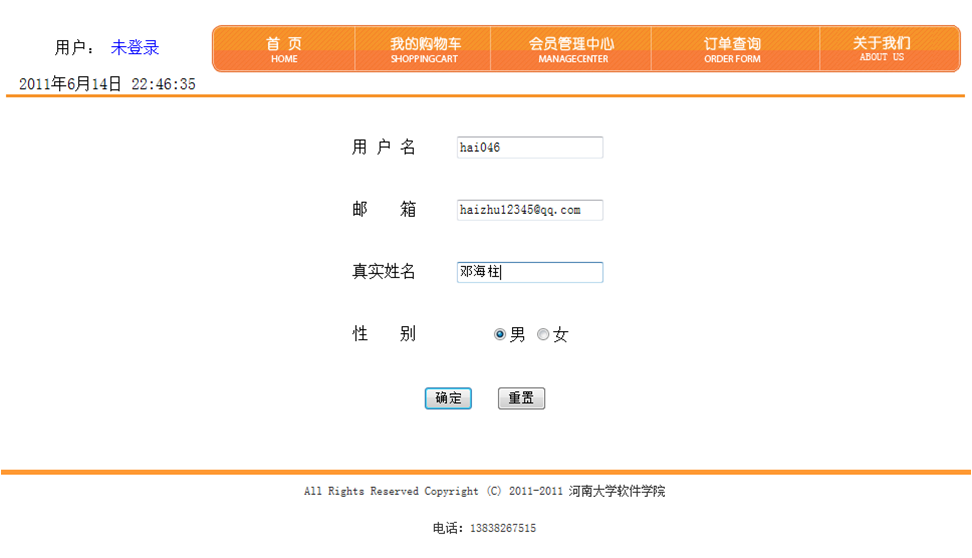 用户： 未登录
首 页 我的购物车 会员管理中心 订单查询 关于我们
HOME SHOPPINGCART MANAGECENTER ORDER FORM ABOUT US
2011年6月14日 22:46:35
用 户 名 hai046
邮 箱 haizhu12345@qq.com
真实姓名 邓海柱
性 别 男 女
确定 重置
All Rights Reserved Copyright (C) 2011-2011 河南大学软件学院
电话：13838267515